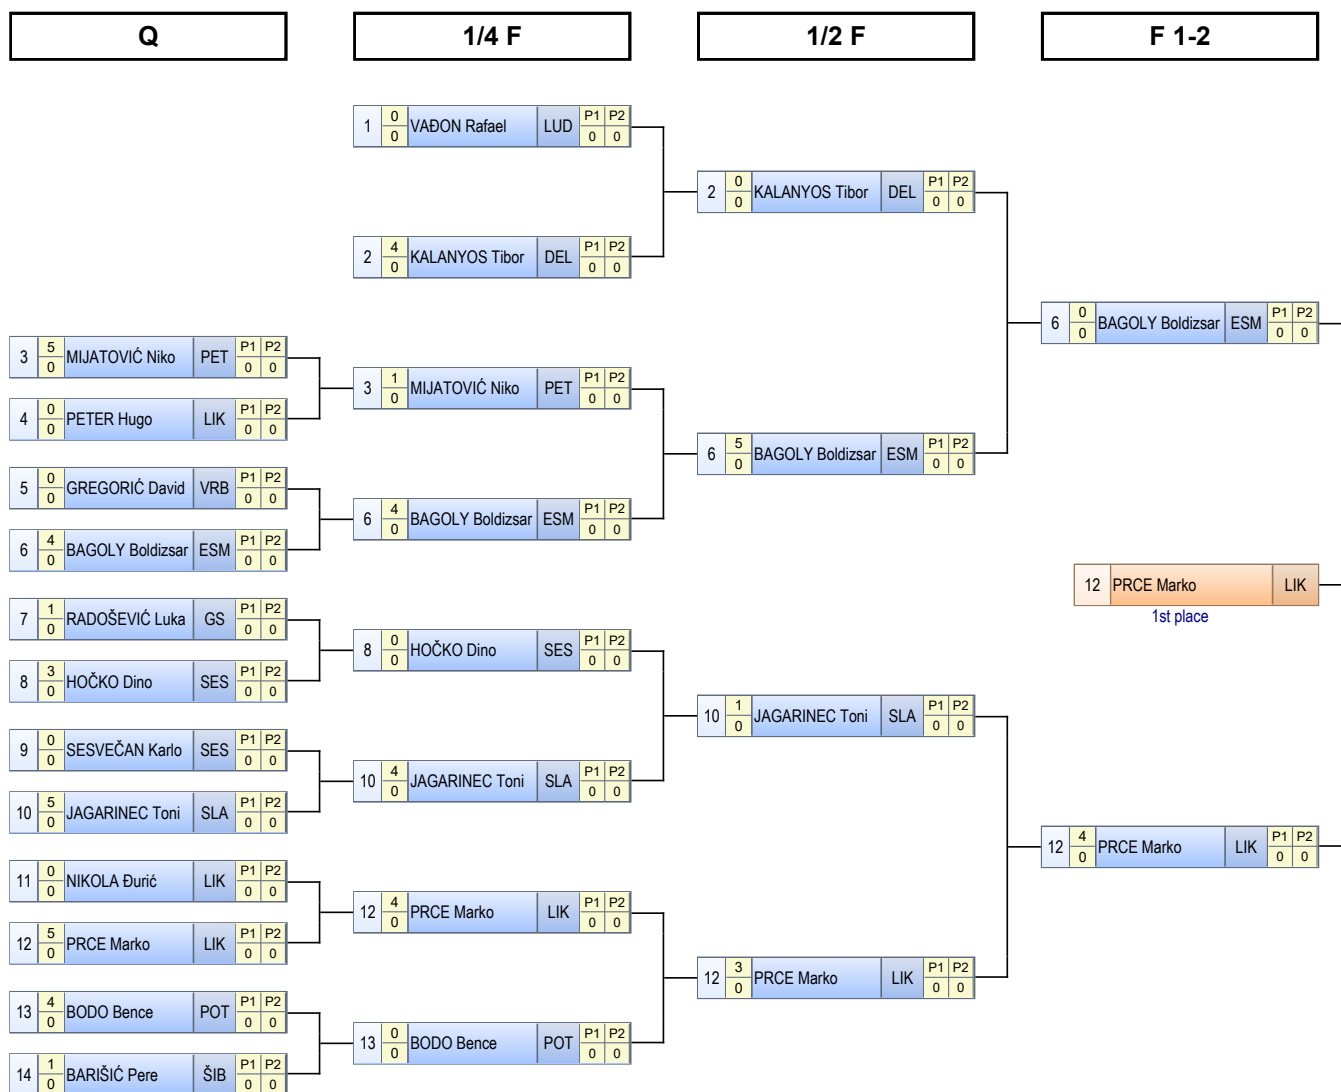 Q 1/4 F 1/2 F F 1-2
1 0 0 VAĐON Rafael LUD P1 P2 0 0
2 4 0 KALANYOS Tibor DEL P1 P2 0 0
3 5 0 MIJATOVIĆ Niko PET P1 P2 0 0
4 0 0 PETER Hugo LIK P1 P2 0 0
5 0 0 GREGORIĆ David VRB P1 P2 0 0
6 4 0 BAGOLY Boldizsar ESM P1 P2 0 0
7 1 0 RADOŠEVIĆ Luka GS P1 P2 0 0
8 3 0 HOČKO Dino SES P1 P2 0 0
9 0 0 SESVEČAN Karlo SES P1 P2 0 0
10 5 0 JAGARINEC Toni SLA P1 P2 0 0
11 0 0 NIKOLA Đurić LIK P1 P2 0 0
12 5 0 PRCE Marko LIK P1 P2 0 0
13 4 0 BODO Bence POT P1 P2 0 0
14 1 0 BARIŠIĆ Pere ŠIB P1 P2 0 0
3 1 0 MIJATOVIĆ Niko PET P1 P2 0 0
6 4 0 BAGOLY Boldizsar ESM P1 P2 0 0
8 0 0 HOČKO Dino SES P1 P2 0 0
10 4 0 JAGARINEC Toni SLA P1 P2 0 0
12 4 0 PRCE Marko LIK P1 P2 0 0
13 0 0 BODO Bence POT P1 P2 0 0
2 0 0 KALANYOS Tibor DEL P1 P2 0 0
6 5 0 BAGOLY Boldizsar ESM P1 P2 0 0
10 1 0 JAGARINEC Toni SLA P1 P2 0 0
12 3 0 PRCE Marko LIK P1 P2 0 0
6 0 0 BAGOLY Boldizsar ESM P1 P2 0 0
12 PRCE Marko LIK
1st place
12 4 0 PRCE Marko LIK P1 P2 0 0